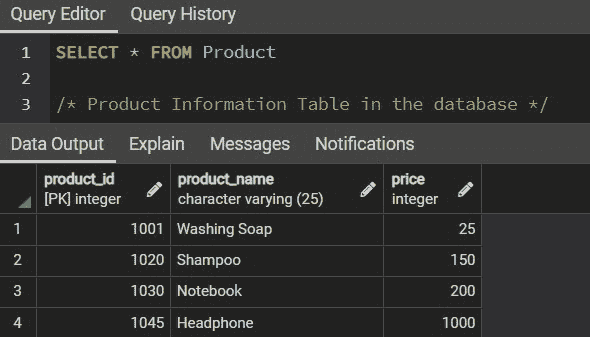 Query Editor Query History
1 SELECT * FROM Product
2
3 /* Product Information Table in the database */
Data Output Explain Messages Notifications
product_id product_name price
[PK] integer character varying (25) integer
1 1001 Washing Soap 25
2 1020 Shampoo 150
3 1030 Notebook 200
4 1045 Headphone 1000